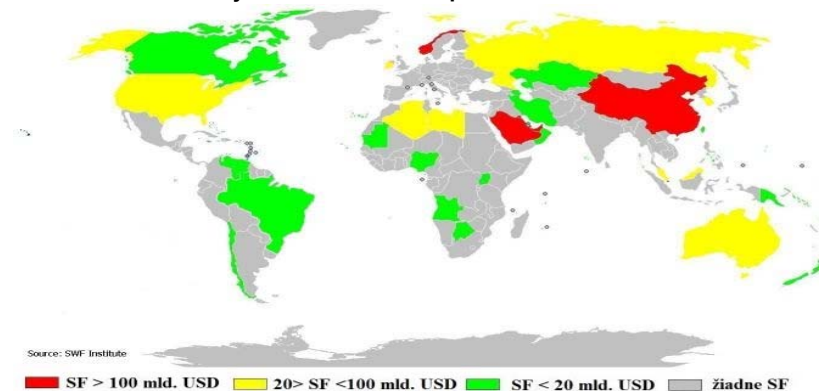 Source: SWF Institute
SF > 100 mld. USD 20> SF <100 mld. USD SF < 20 mld. USD žiadne SF